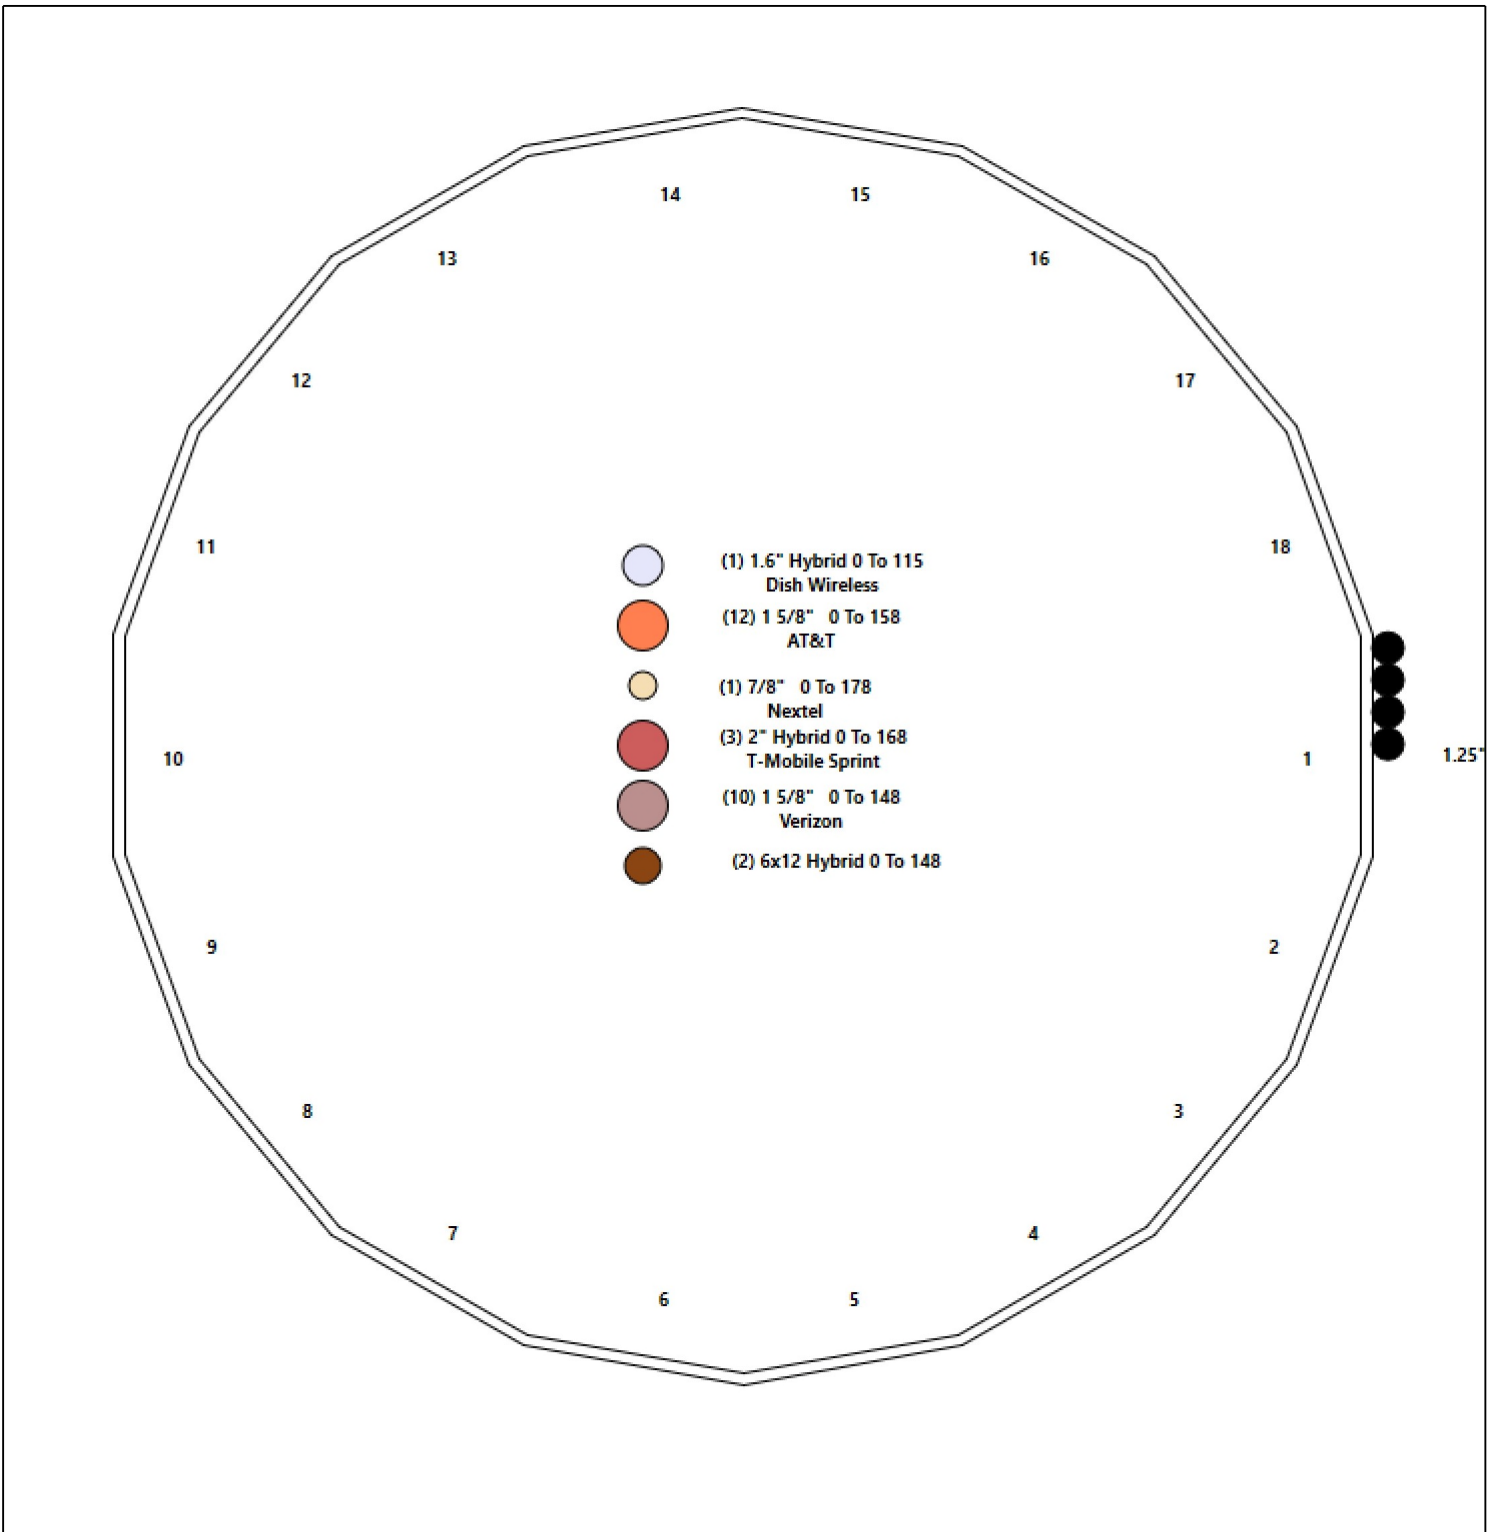 14
15
13
16
12
17
11
18
(1) 1.6" Hybrid 0 To 115
Dish Wireless
(12) 1 5/8" 0 To 158
AT&T
(1) 7/8" 0 To 178
Nextel
(3) 2" Hybrid 0 To 168
T-Mobile Sprint
10
1
1.25"
(10) 1 5/8" 0 To 148
Verizon
(2) 6x12 Hybrid 0 To 148
9
2
8
3
7
4
6
5